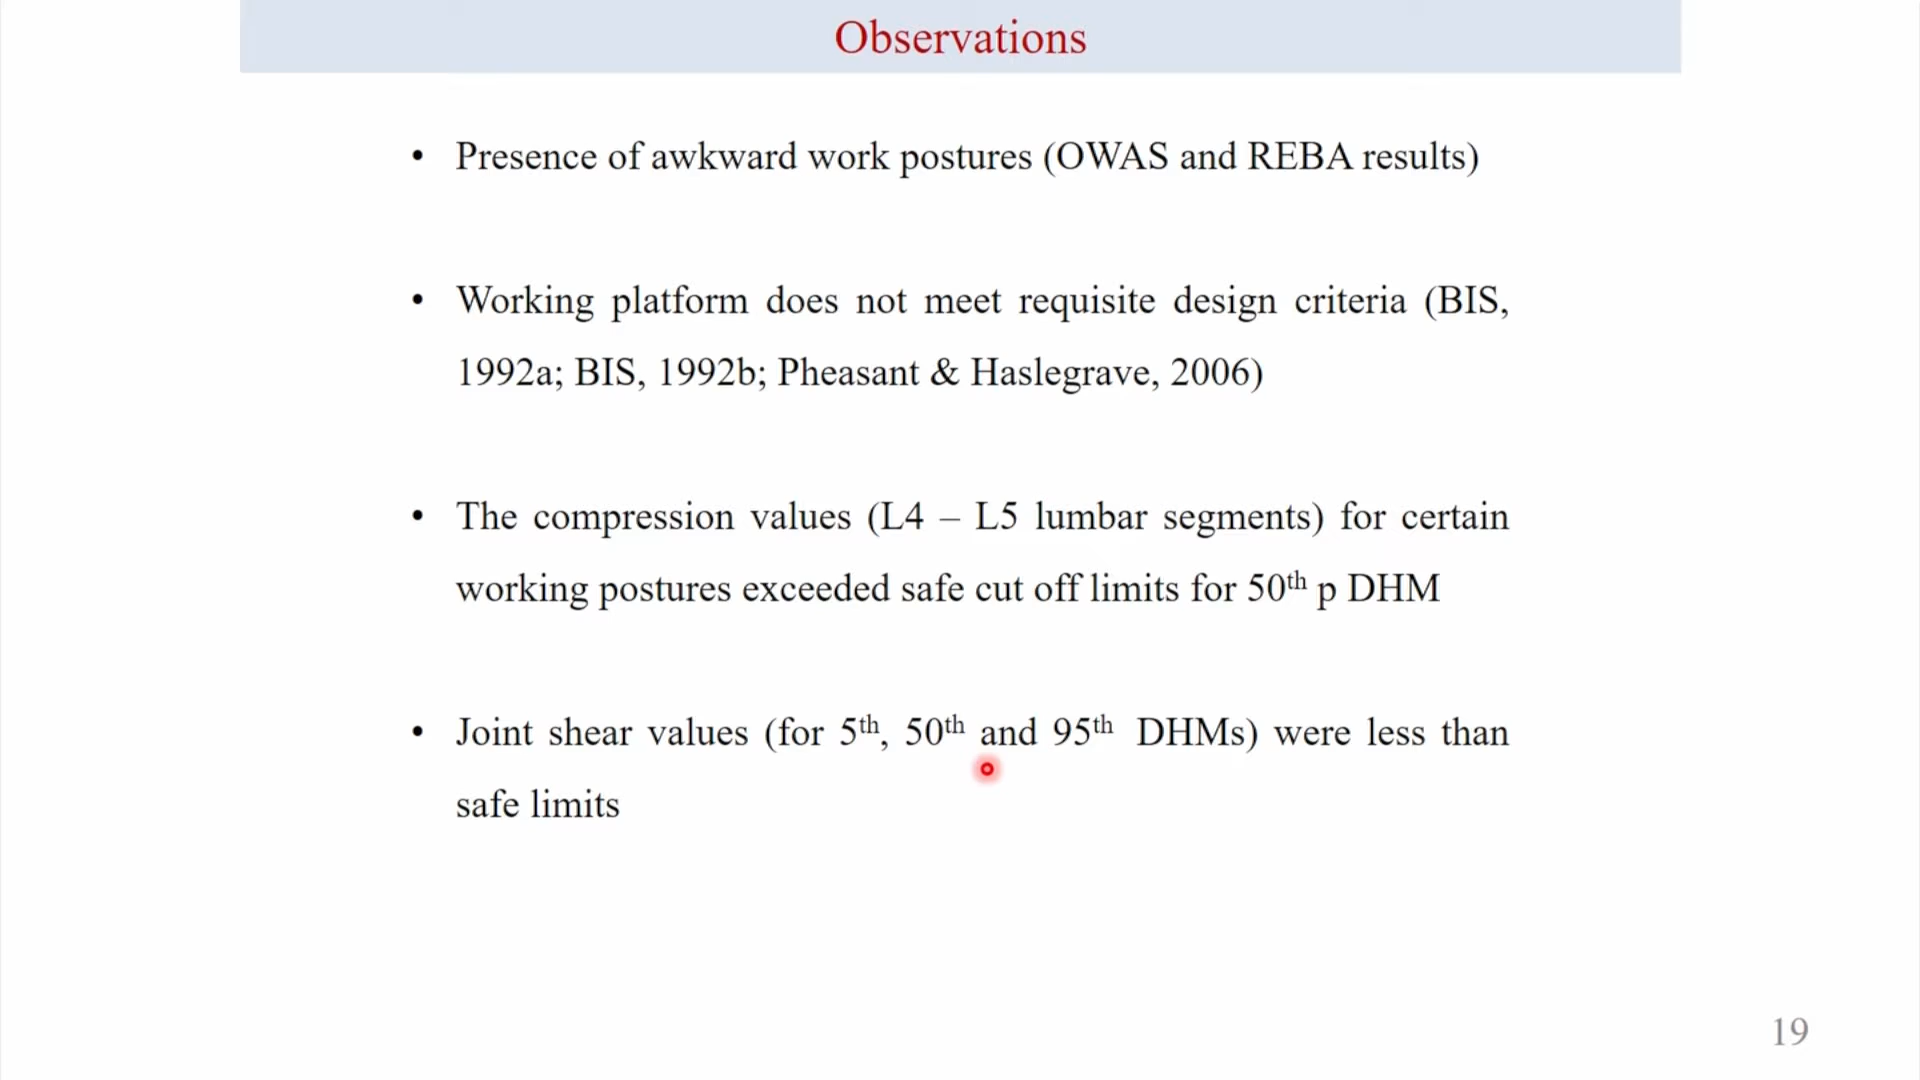 Observations
• Presence of awkward work postures (OWAS and REBA results)
• Working platform does not meet requisite design criteria (BIS,
1992a; BIS, 1992b; Pheasant & Haslegrave, 2006)
• The compression values (L4 – L5 lumbar segments) for certain
working postures exceeded safe cut off limits for 50th p DHM
• Joint shear values (for 5th, 50th and 95th DHMs) were less than
safe limits
19